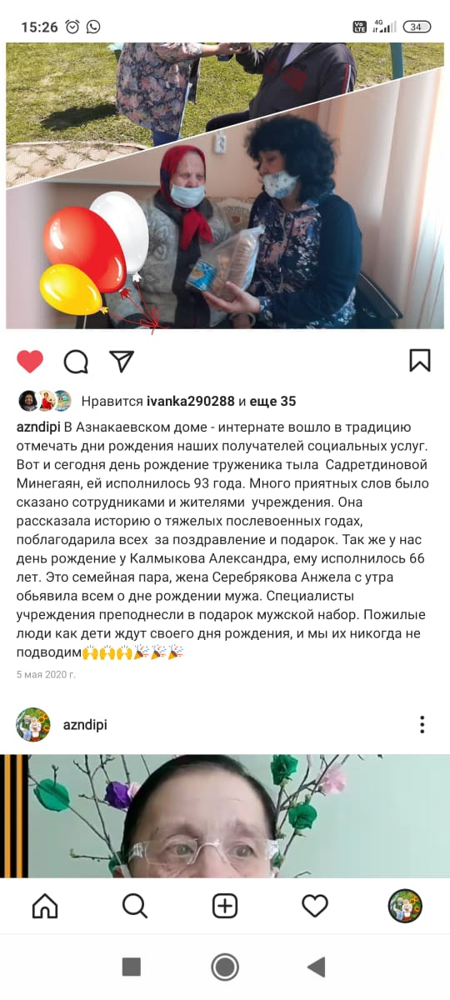 15:26
Vo LTE
4G
34
Нравится ivanka290288 и еще 35
azndipi В Азнакаевском доме - интернате вошло в традицию
отмечать дни рождения наших получателей социальных услуг.
Вот и сегодня день рождение труженика тыла  Садретдиновой
Минегаян, ей исполнилось 93 года. Много приятных слов было
сказано сотрудниками и жителями  учреждения. Она
рассказала историю о тяжелых послевоенных годах,
поблагодарила всех  за поздравление и подарок. Так же у нас
день рождение у Калмыкова Александра, ему исполнилось 66
лет. Это семейная пара, жена Серебрякова Анжела с утра
обьявила всем о дне рождении мужа. Специалисты
учреждения преподнесли в подарок мужской набор. Пожилые
люди как дети ждут своего дня рождения, и мы их никогда не
подводим🙌🙌🙌🎉🎉🎉
5 мая 2020 г.
azndipi